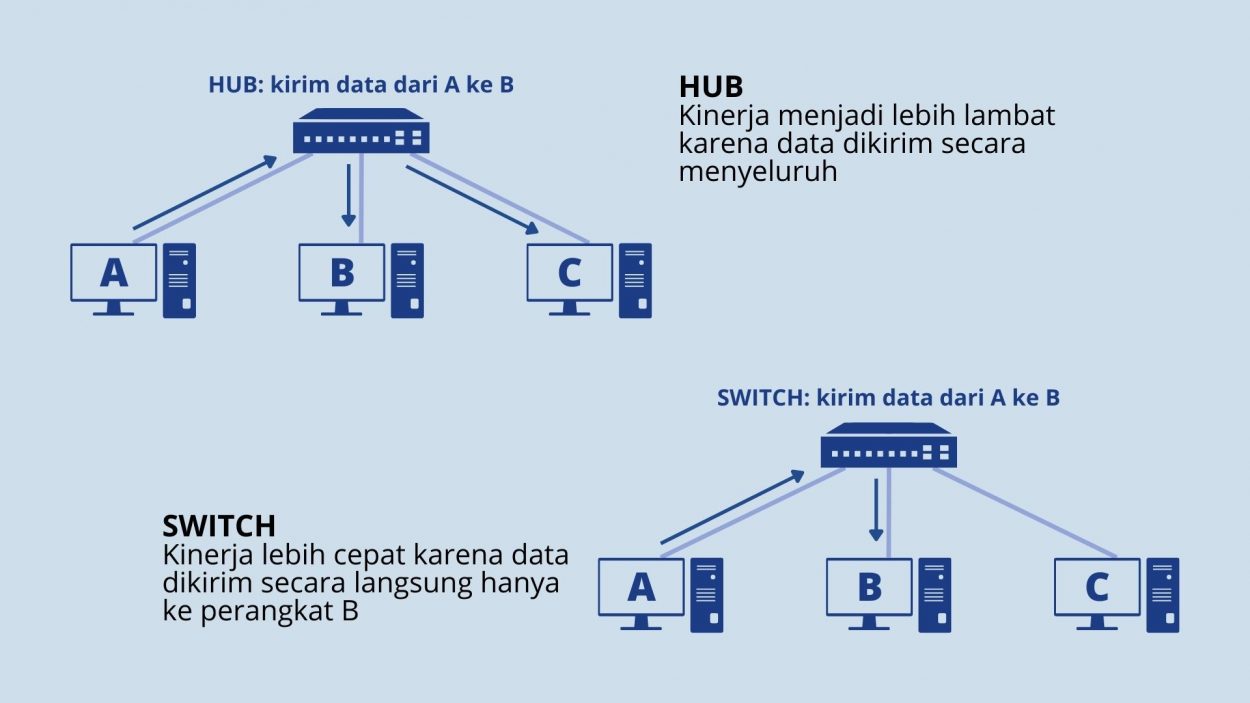 HUB: kirim data dari A ke B
HUB
Kinerja menjadi lebih lambat
karena data dikirim secara
menyeluruh
A
B
C
SWITCH: kirim data dari A ke B
SWITCH
Kinerja lebih cepat karena data
dikirim secara langsung hanya
ke perangkat B
A
B
C